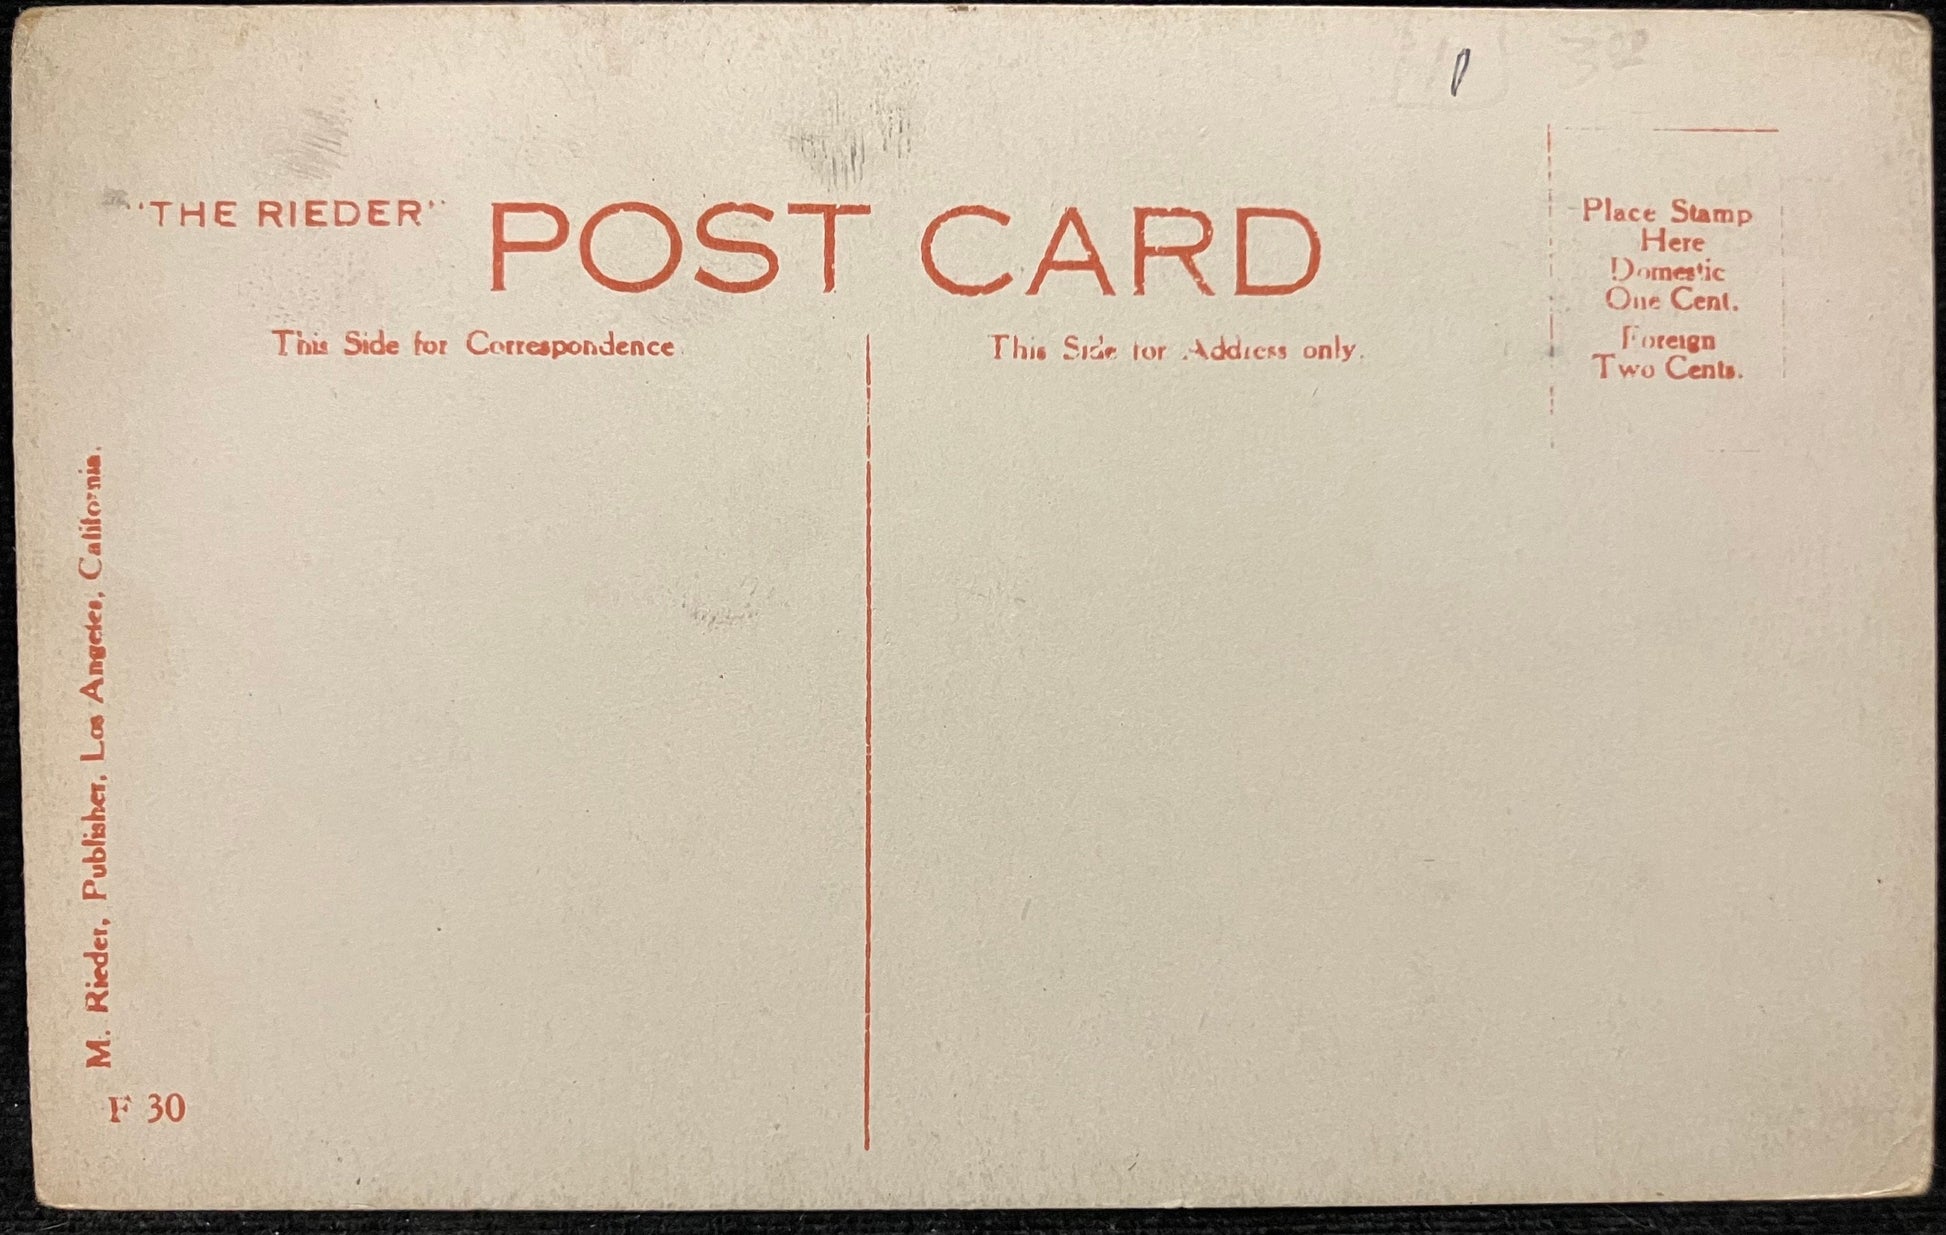 "THE RIEDER" POST CARD
This Side for Correspondence
This Side for Address only.
Place Stamp
Here
Domestic
One Cent.
Foreign
Two Cents.
M. Rieder, Publisher, Los Angeles, California.
F 30